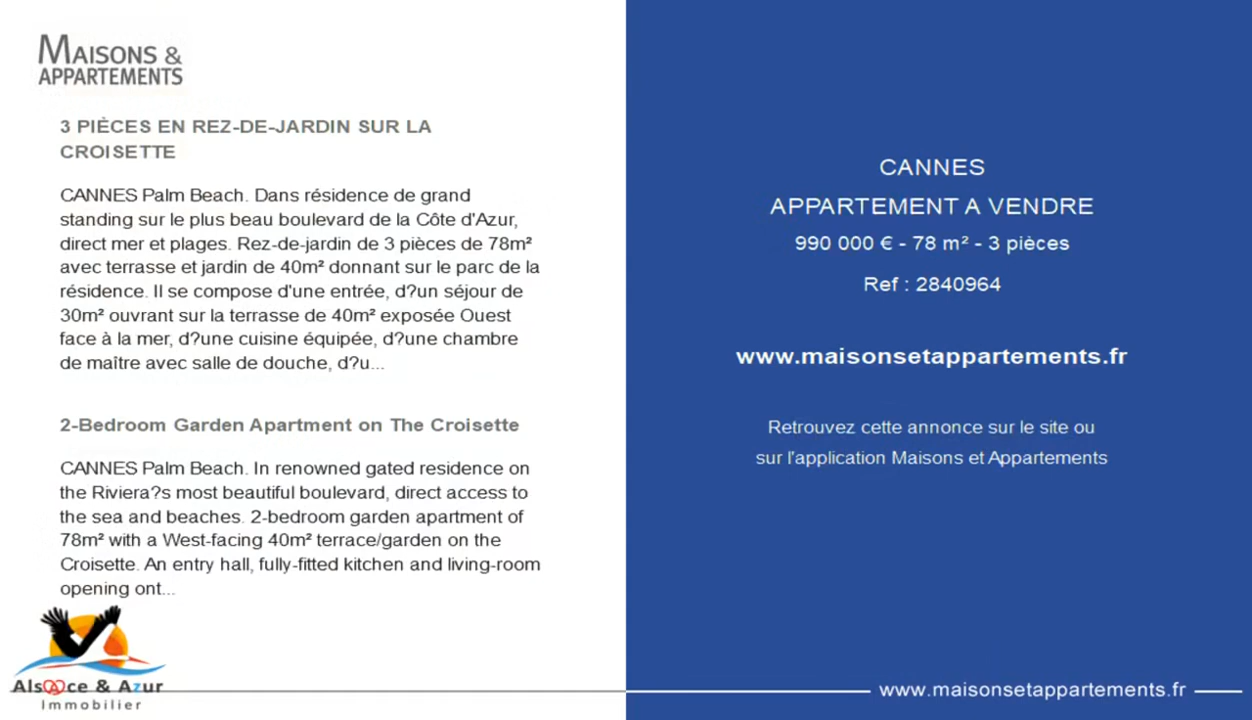 MAISONS &
APPARTEMENTS
3 PIÈCES EN REZ-DE-JARDIN SUR LA
CROISETTE
CANNES Palm Beach. Dans résidence de grand
standing sur le plus beau boulevard de la Côte d'Azur,
direct mer et plages. Rez-de-jardin de 3 pièces de 78m²
avec terrasse et jardin de 40m² donnant sur le parc de la
résidence. Il se compose d'une entrée, d?un séjour de
30m² ouvrant sur la terrasse de 40m² exposée Ouest
face à la mer, d?une cuisine équipée, d?une chambre
de maître avec salle de douche, d?u...
2-Bedroom Garden Apartment on The Croisette
CANNES Palm Beach. In renowned gated residence on
the Riviera?s most beautiful boulevard, direct access to
the sea and beaches. 2-bedroom garden apartment of
78m² with a West-facing 40m² terrace/garden on the
Croisette. An entry hall, fully-fitted kitchen and living-room
opening ont...
Alsace & Azur
Immobilier
CANNES
APPARTEMENT A VENDRE
990 000 € - 78 m² - 3 pièces
Ref : 2840964
www.maisonsetappartements.fr
Retrouvez cette annonce sur le site ou
sur l'application Maisons et Appartements
www.maisonsetappartements.fr